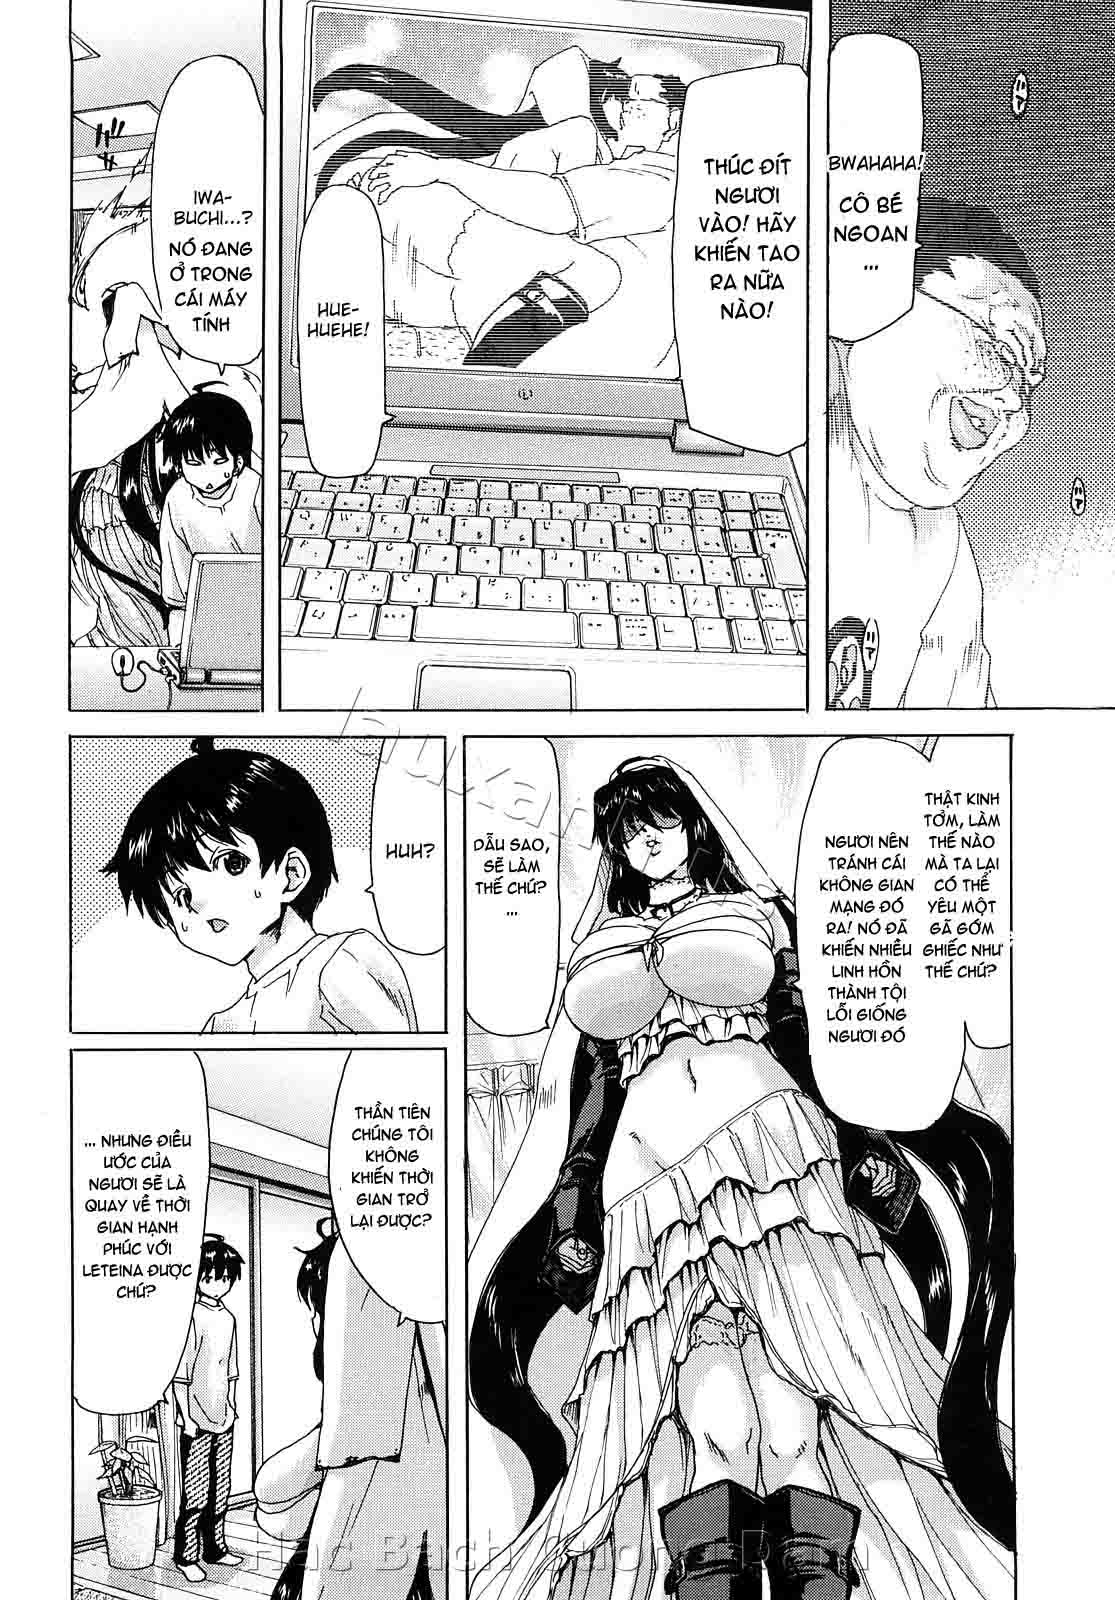 BWAHAHA!
CÔ BÉ
NGOAN
...
THÚC ĐÍT
NGƯƠI
VÀO! HÃY
KHIẾN TAO
RA NỮA
NÀO!
HUE-
HUEHE!
IWA-
BUCHI...?
NÓ ĐANG
Ở TRONG
CÁI MÁY
TÍNH
THẬT KINH
TỞM, LÀM
THẾ NÀO
MÀ TA LẠI
CÓ THỂ
YÊU MỘT
GÃ GỚM
GHIẾC NHƯ
THẾ CHỨ?
NGƯƠI NÊN
TRÁNH CÁI
KHÔNG GIAN
MẠNG ĐÓ
RA! NÓ ĐÃ
KHIẾN NHIỀU
LINH HỒN
THÀNH TỘI
LỖI GIỐNG
NGƯƠI ĐÓ
DẪU SAO,
SẼ LÀM
THẾ CHỨ?
...
HUH?
THẦN TIÊN
CHÚNG TÔI
KHÔNG
KHIẾN THỜI
GIAN TRỞ
LẠI ĐƯỢC?
... NHƯNG ĐIỀU
ƯỚC CỦA
NGƯƠI SẼ LÀ
QUAY VỀ THỜI
GIAN HẠNH
PHÚC VỚI
LETEINA ĐƯỢC
CHỨ?